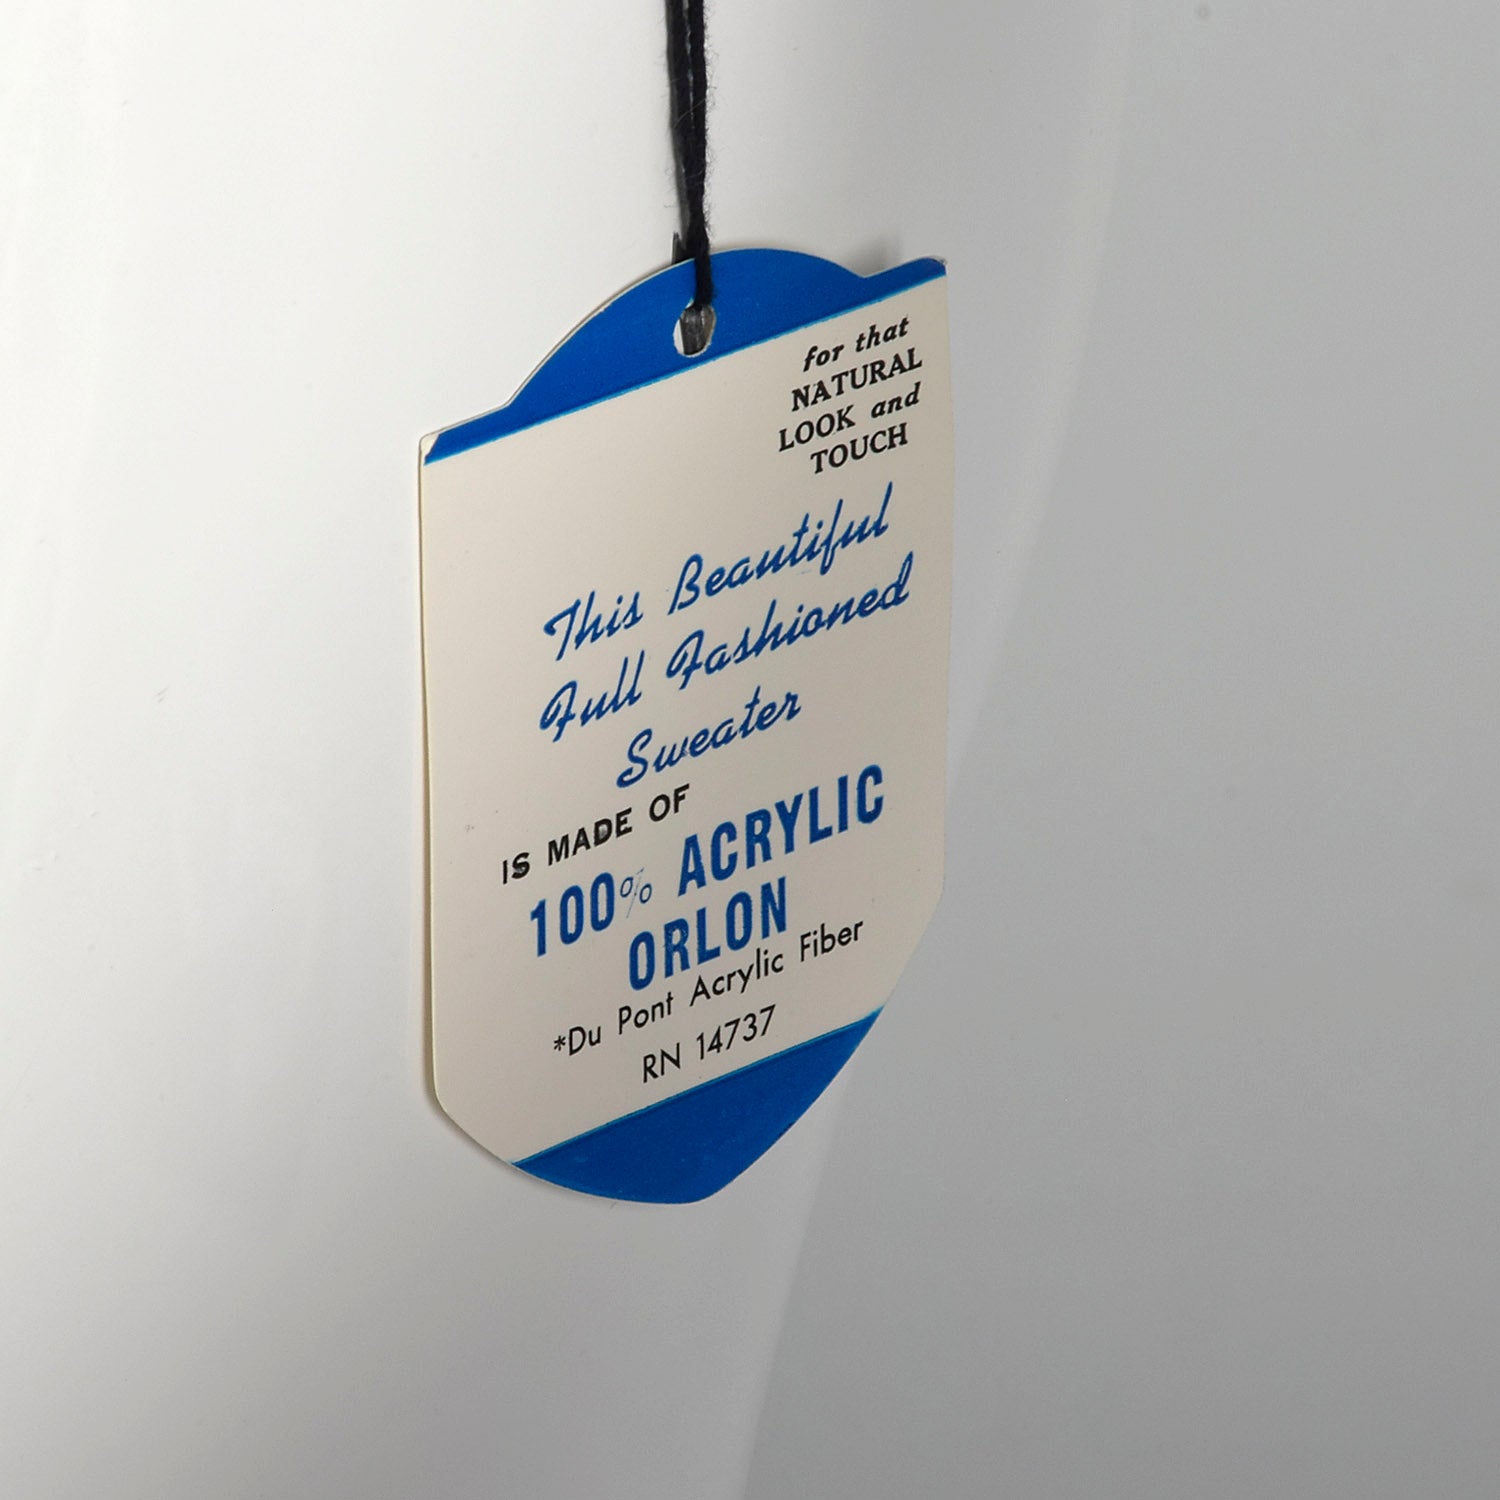 for that
NATURAL
LOOK and
TOUCH
This Beautiful
Full Fashioned
Sweater
IS MADE OF
100% ACRYLIC
ORLON
*Du Pont Acrylic Fiber
RN 14737